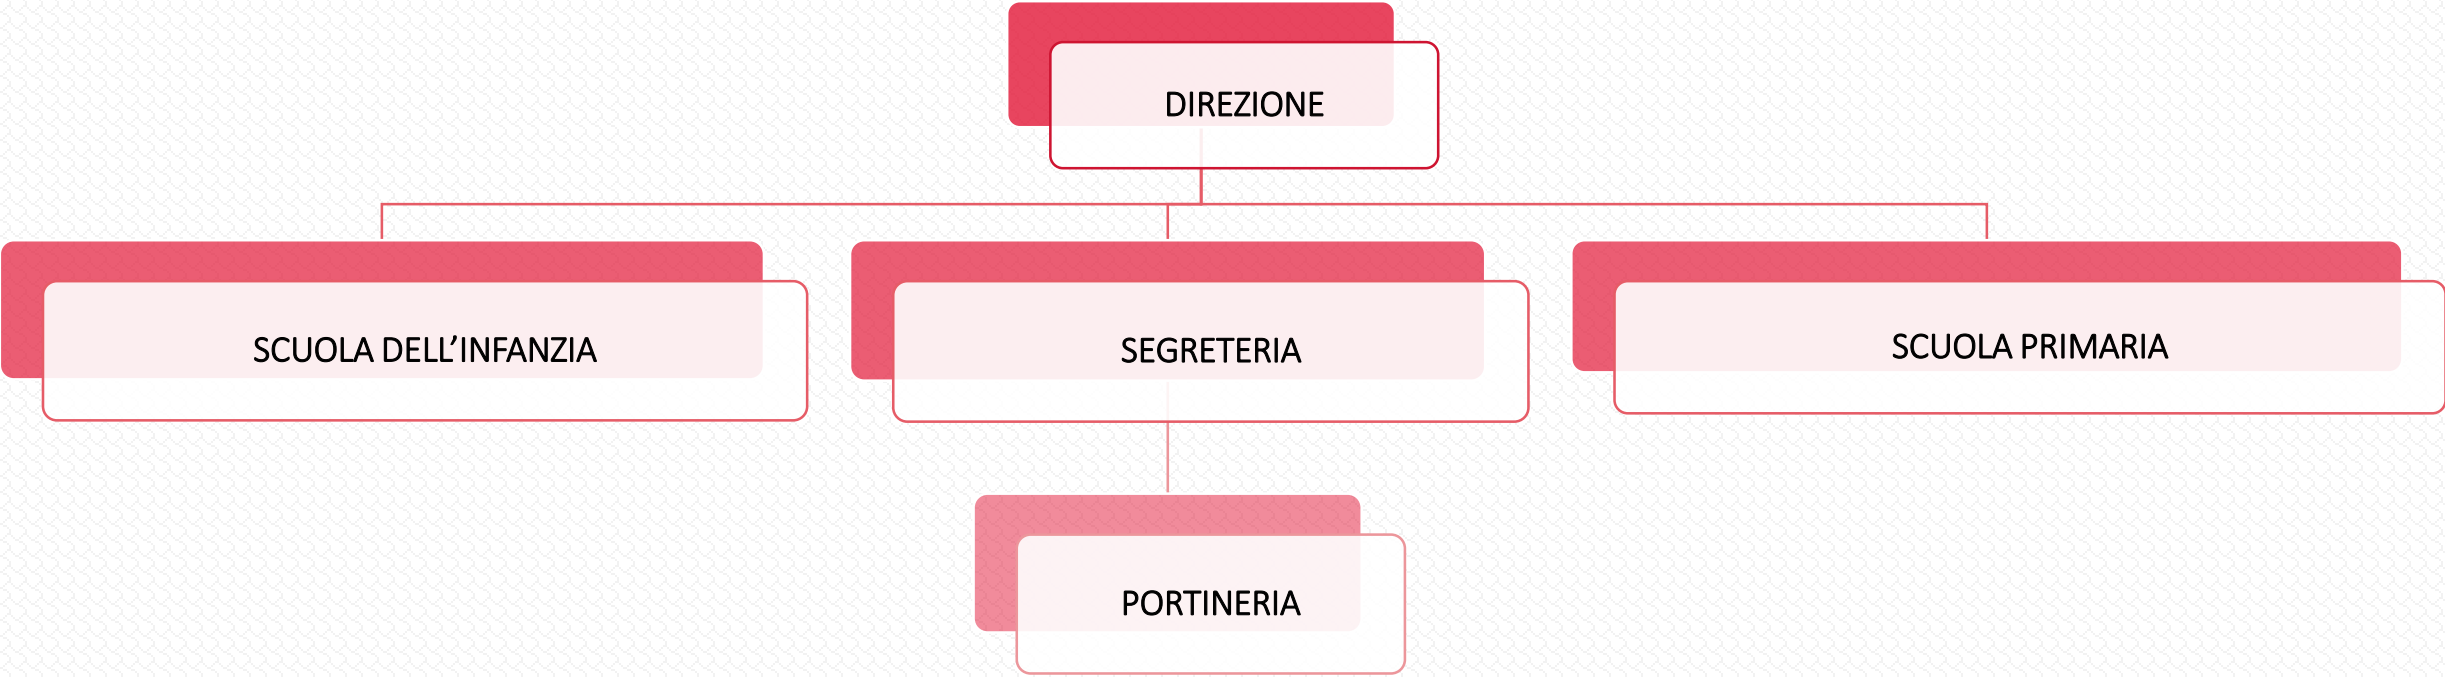 DIREZIONE
SCUOLA DELL’INFANZIA
SEGRETERIA
SCUOLA PRIMARIA
PORTINERIA